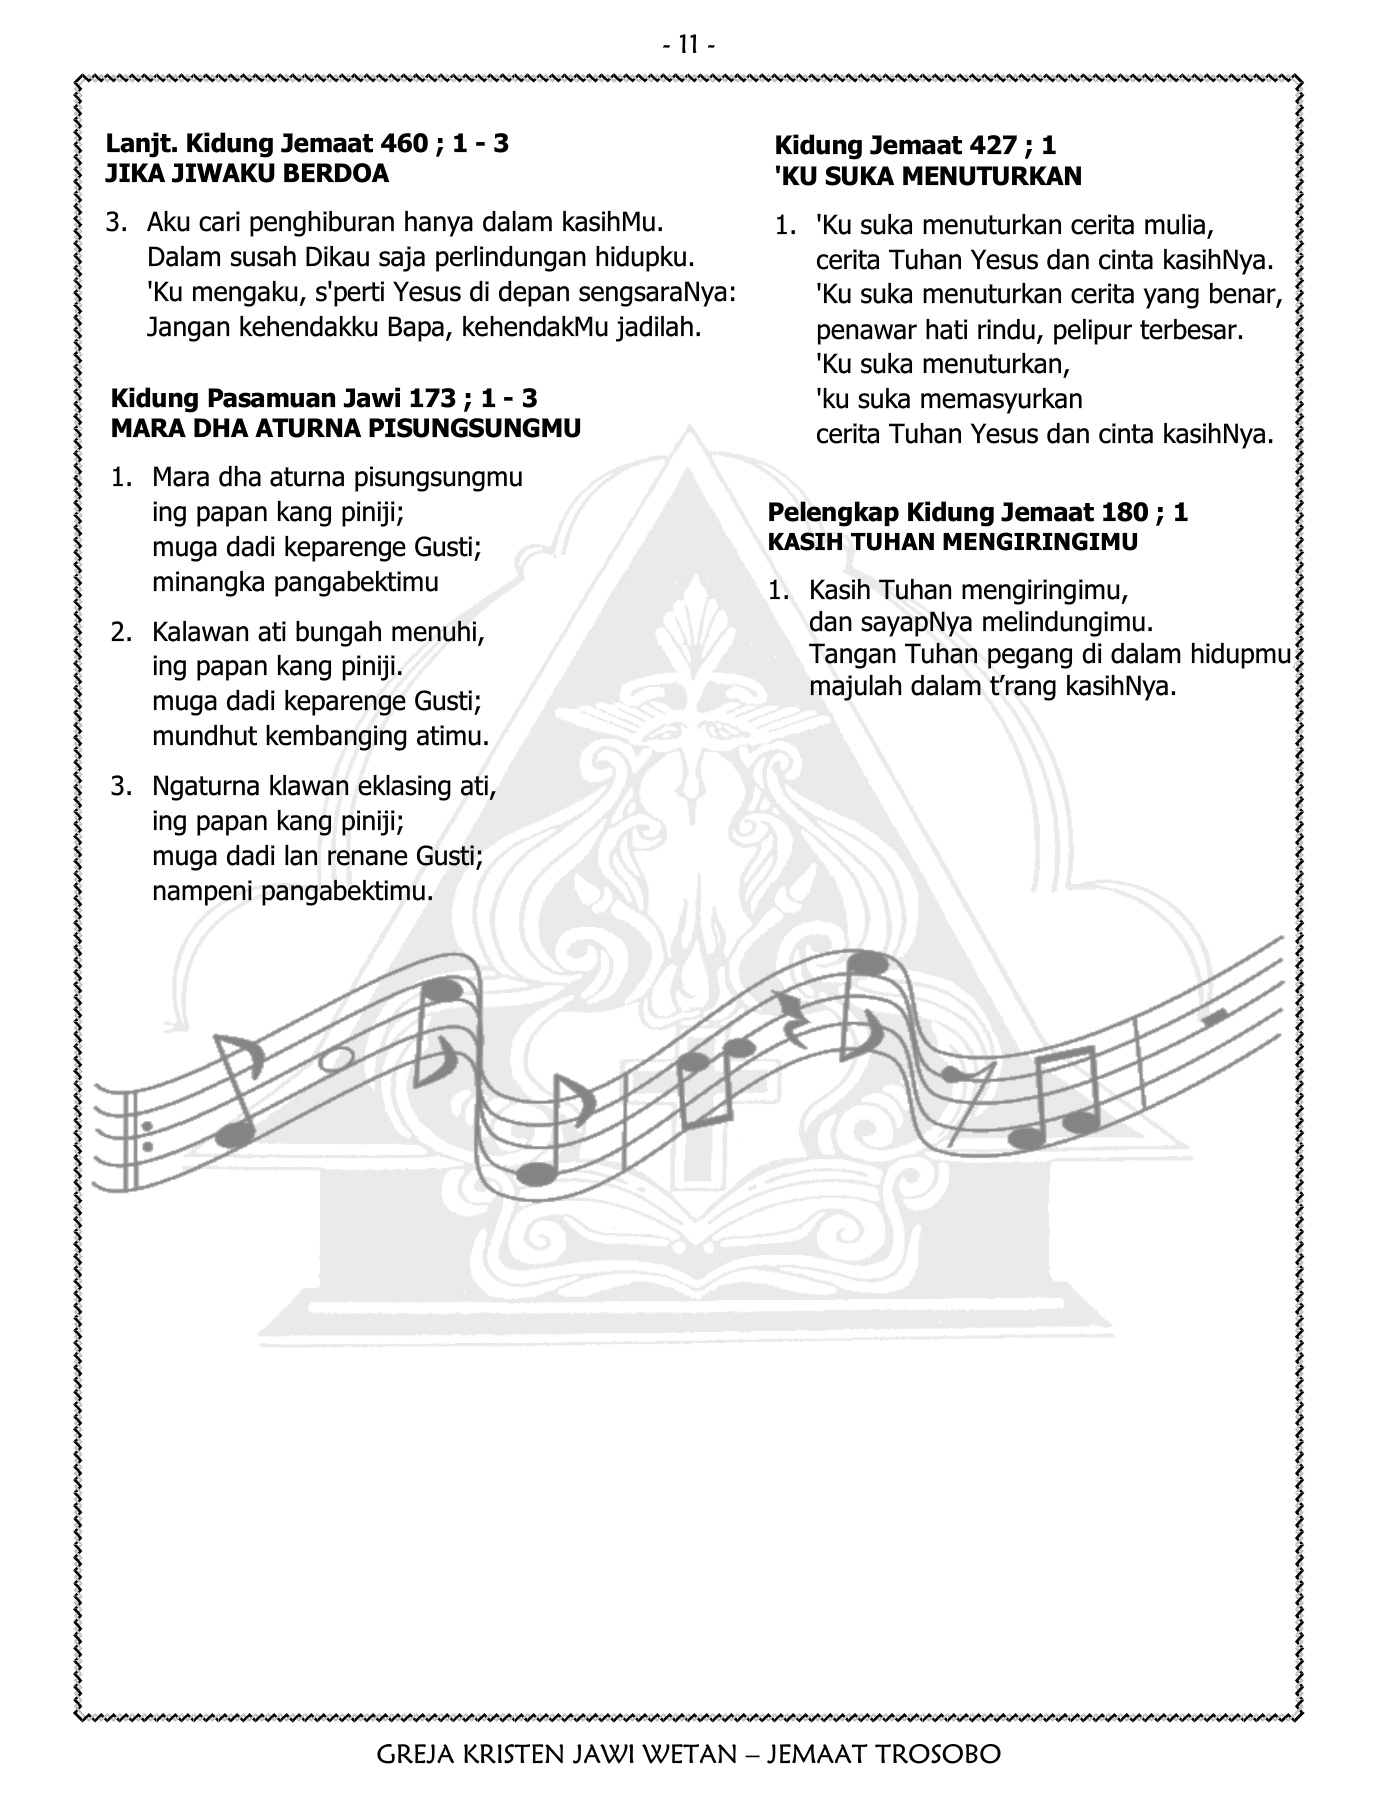 - 11 -
Lanjt. Kidung Jemaat 460 ; 1 - 3
JIKA JIWAKU BERDOA
3. Aku cari penghiburan hanya dalam kasihMu.
Dalam susah Dikau saja perlindungan hidupku.
'Ku mengaku, s'perti Yesus di depan sengsaraNya:
Jangan kehendakku Bapa, kehendakMu jadilah.
Kidung Pasamuan Jawi 173 ; 1 - 3
MARA DHA ATURNA PISUNGSUNGMU
1. Mara dha aturna pisungsungmu
ing papan kang piniji;
muga dadi keparenge Gusti;
minangka pangabektimu
2. Kalawan ati bungah menuhi,
ing papan kang piniji.
muga dadi keparenge Gusti;
mundhut kembanging atimu.
3. Ngaturna klawan eklasing ati,
ing papan kang piniji;
muga dadi lan renane Gusti;
nampeni pangabektimu.
Kidung Jemaat 427 ; 1
'KU SUKA MENUTURKAN
1. 'Ku suka menuturkan cerita mulia,
cerita Tuhan Yesus dan cinta kasihNya.
'Ku suka menuturkan cerita yang benar,
penawar hati rindu, pelipur terbesar.
'Ku suka menuturkan,
'ku suka memasyurkan
cerita Tuhan Yesus dan cinta kasihNya.
Pelengkap Kidung Jemaat 180 ; 1
KASIH TUHAN MENGIRINGIMU
1. Kasih Tuhan mengiringimu,
dan sayapNya melindungimu.
Tangan Tuhan pegang di dalam hidupmu
majulah dalam t’rang kasihNya.
GREJA KRISTEN JAWI WETAN – JEMAAT TROSOBO